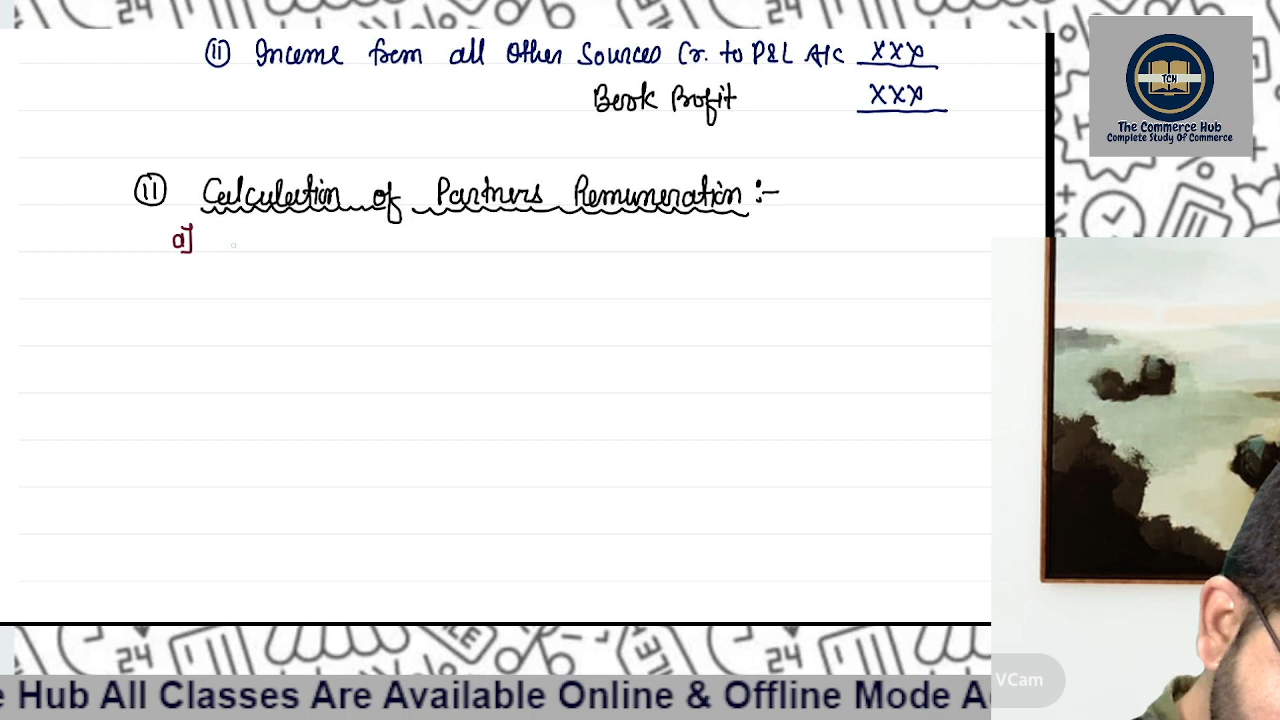 (ii) Income from all Other Sources Cr. to P&L A/C xxx
Book Profit xxx
(ii) Calculation of Partners Remuneration :-
a]
TCH
The Commerce Hub
Complete Study Of Commerce
VCam
e Hub All Classes Are Available Online & Offline Mode A